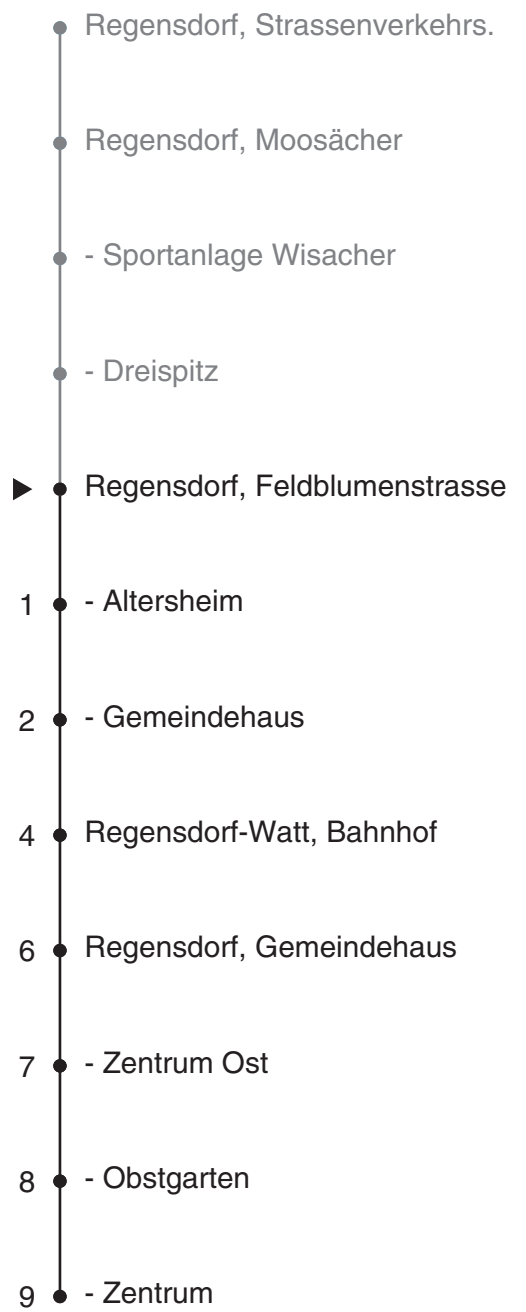 Regensdorf, Strassenverkehrs.
Regensdorf, Moosächer
- Sportanlage Wisacher
- Dreispitz
Regensdorf, Feldblumenstrasse
1 - Altersheim
2 - Gemeindehaus
4 Regensdorf-Watt, Bahnhof
6 Regensdorf, Gemeindehaus
7 - Zentrum Ost
8 - Obstgarten
9 - Zentrum